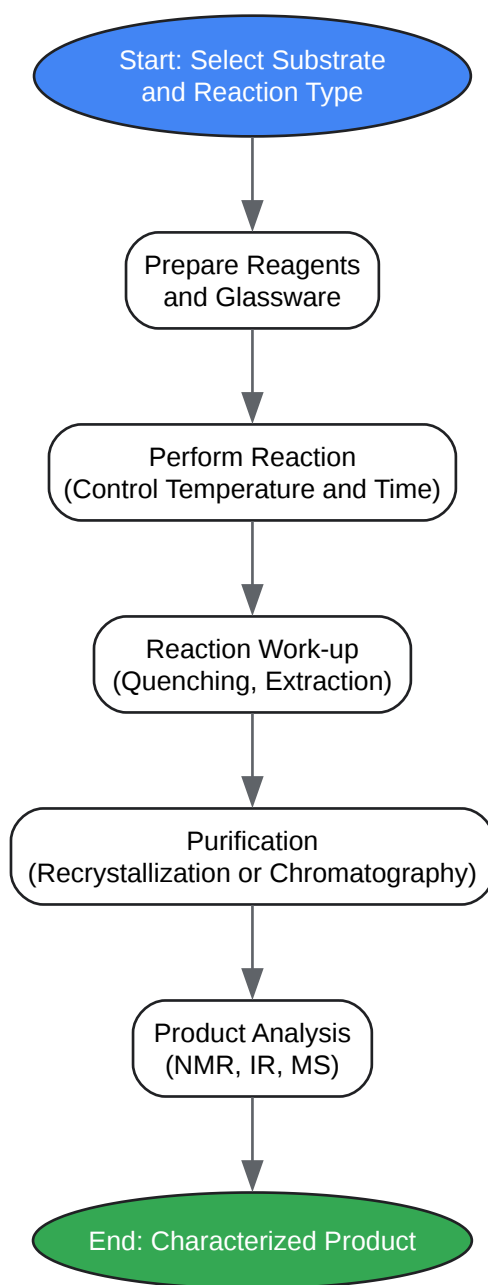 Start: Select Substrate
and Reaction Type
Prepare Reagents
and Glassware
Perform Reaction
(Control Temperature and Time)
Reaction Work-up
(Quenching, Extraction)
Purification
(Recrystallization or Chromatography)
Product Analysis
(NMR, IR, MS)
End: Characterized Product